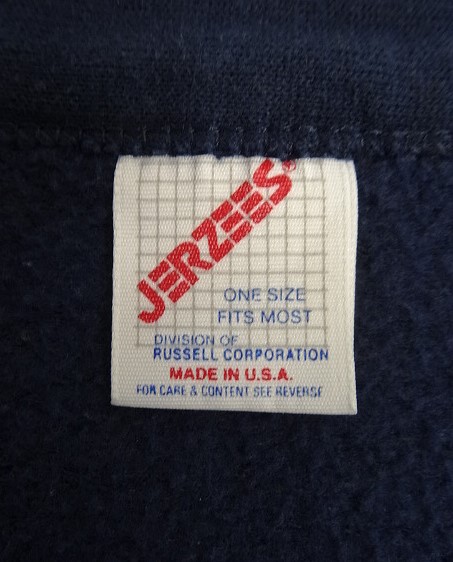 JERZEES®
ONE SIZE
FITS MOST
DIVISION OF
RUSSELL CORPORATION
MADE IN U.S.A.
FOR CARE & CONTENT SEE REVERSE